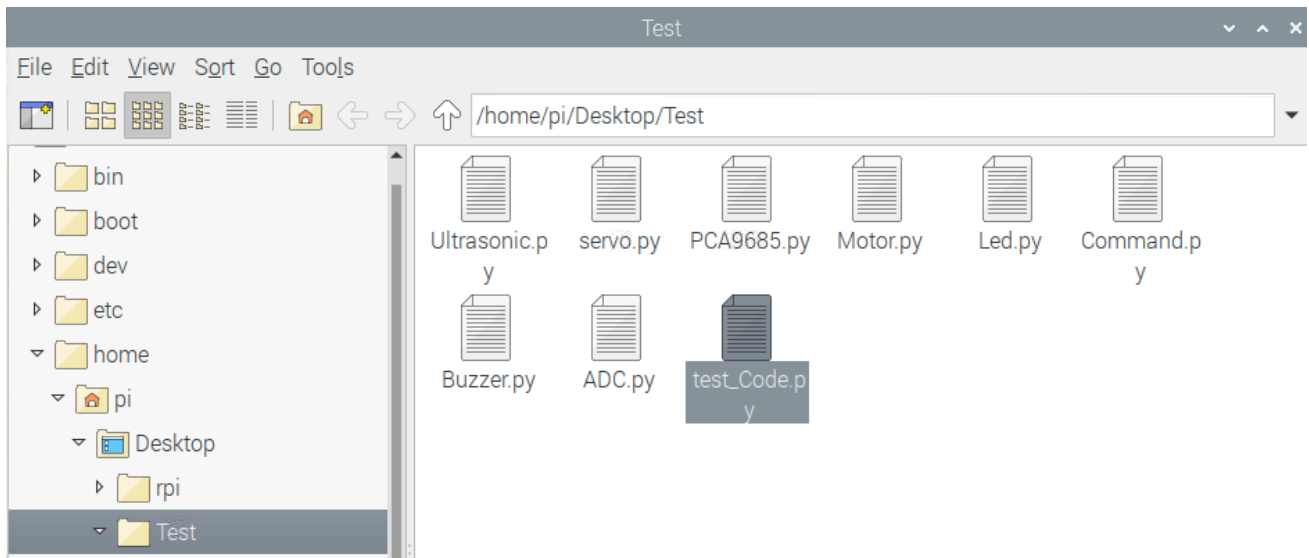 Test
File Edit View Sort Go Tools
/home/pi/Desktop/Test
bin
boot
dev
etc
home
pi
Desktop
rpi
Test
Ultrasonic.p
y
servo.py
PCA9685.py
Motor.py
Led.py
Command.p
y
Buzzer.py
ADC.py
test_Code.p
y